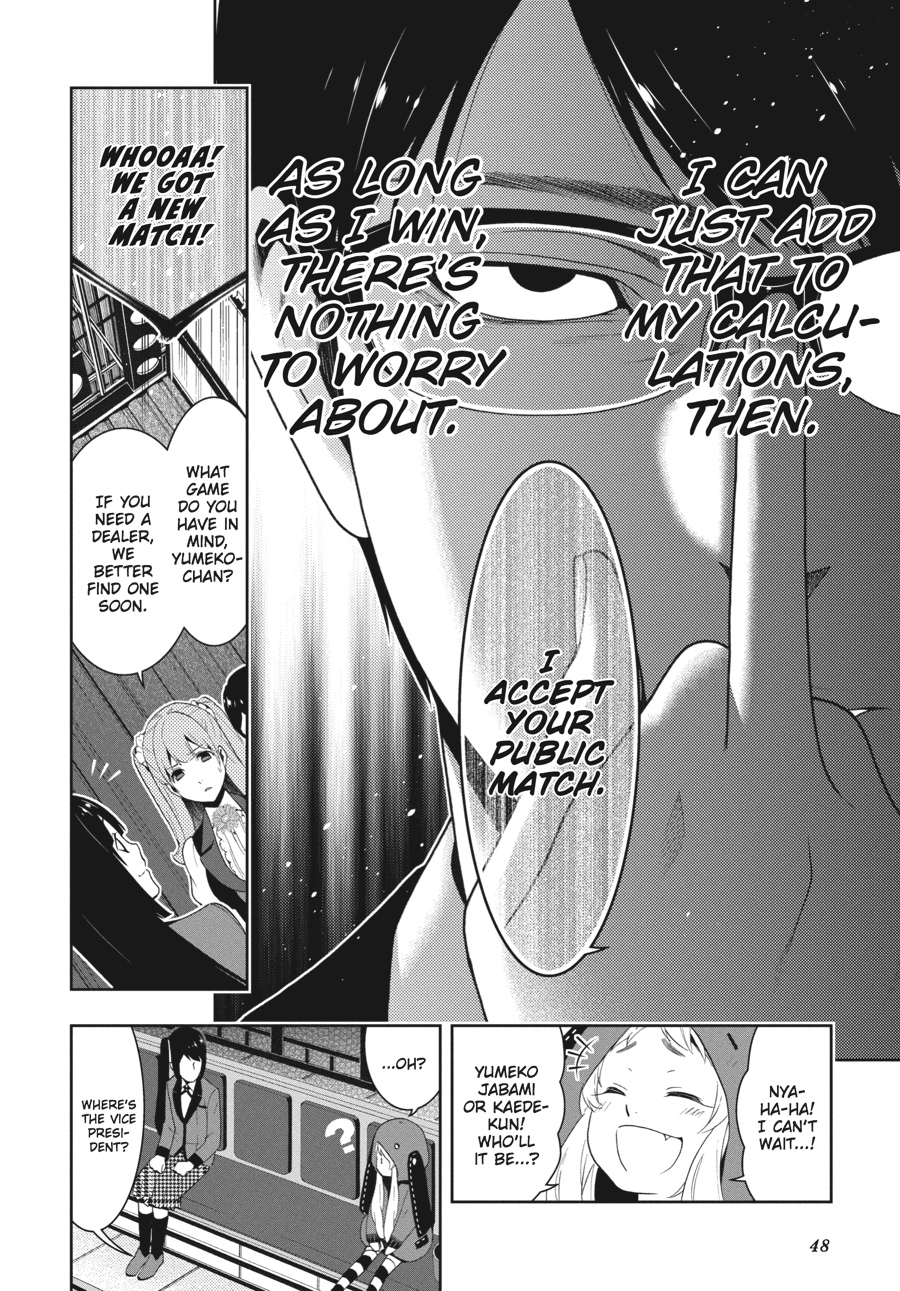 I CAN
JUST ADD
THAT TO
MY CALCU-
LATIONS,
THEN.
AS LONG
AS I WIN,
THERE'S
NOTHING
TO WORRY
ABOUT.
I
ACCEPT
YOUR
PUBLIC
MATCH.
WHOOAA!
WE GOT
A NEW
MATCH!
WHAT
GAME
DO YOU
HAVE IN
MIND,
YUMEKO-
CHAN?
IF YOU
NEED A
DEALER,
WE
BETTER
FIND ONE
SOON.
NYA-
HA-HA!
I CAN'T
WAIT...!
YUMEKO
JABAMI
OR KAEDE-
KUN!
WHO'LL
IT BE...?
...OH?
?
WHERE'S
THE VICE
PRESI-
DENT?
48